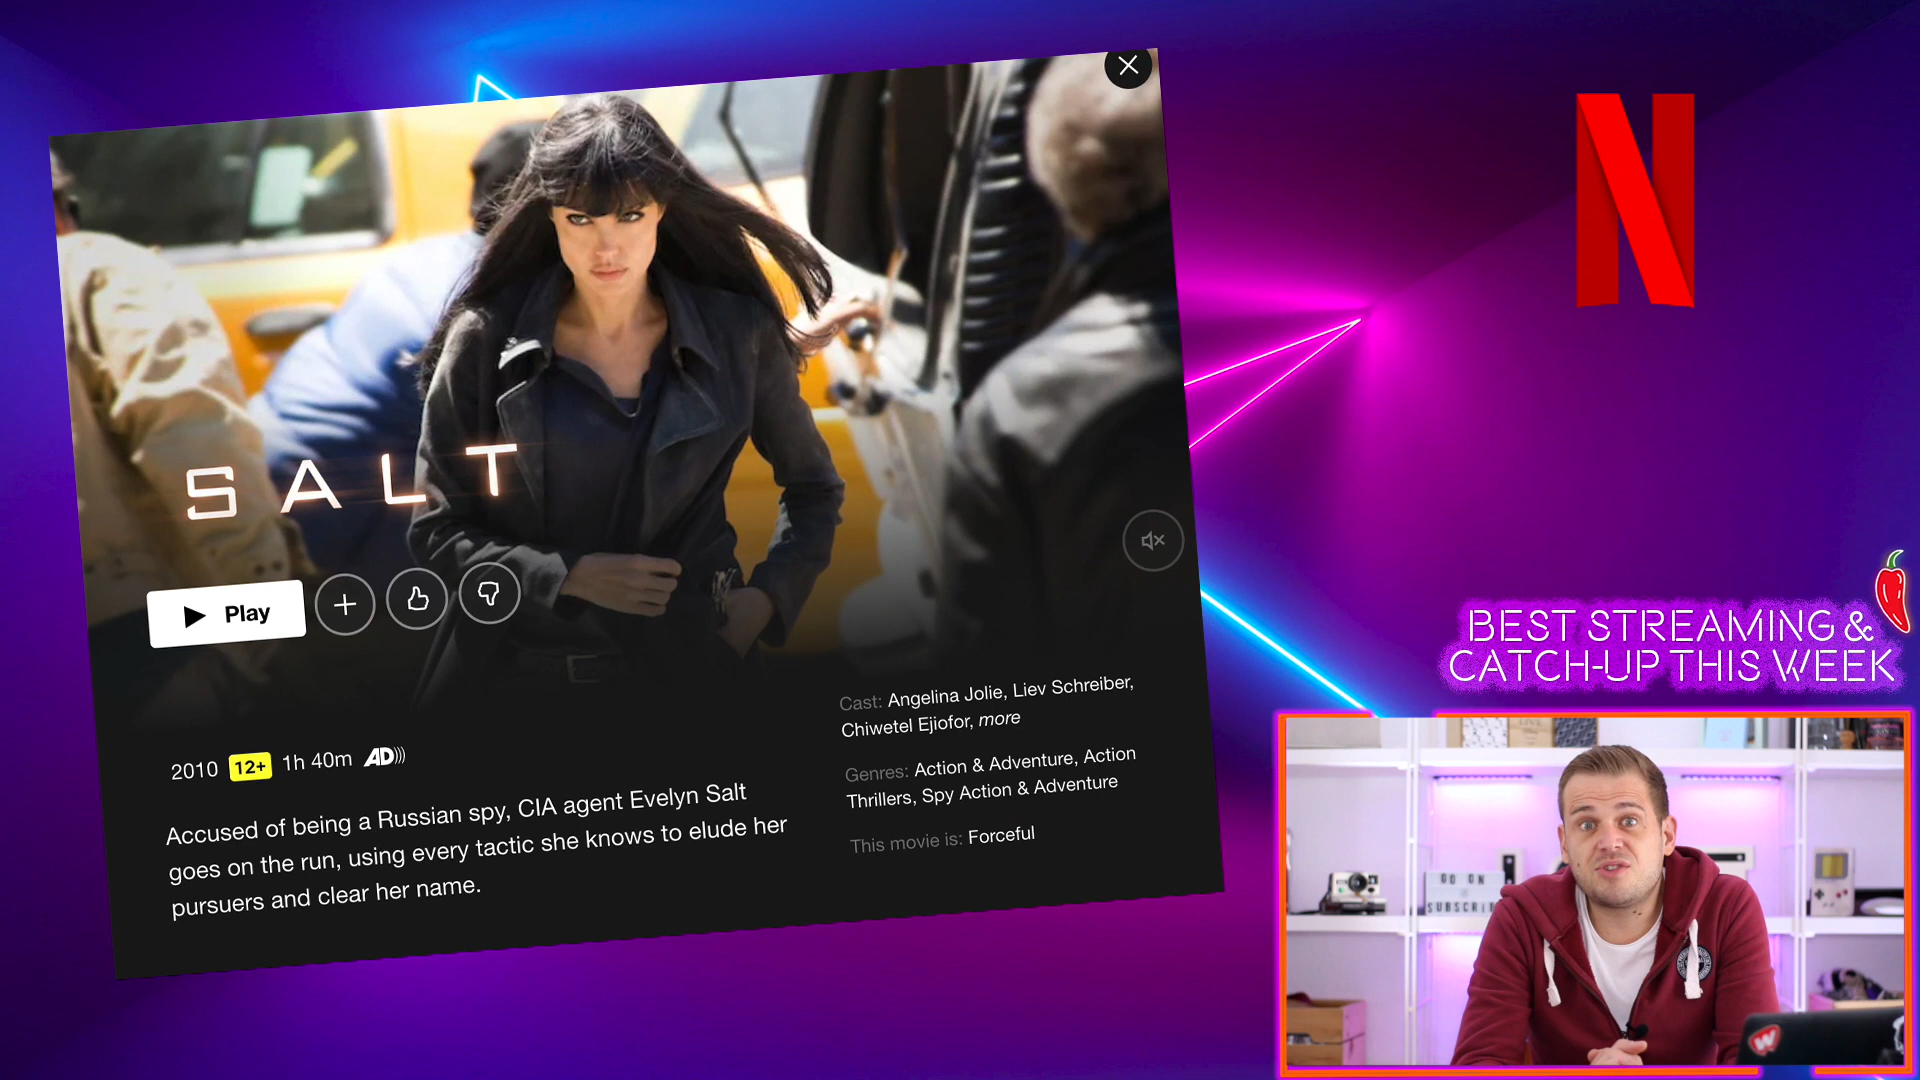 SALT
Play
2010 12+ 1h 40m AD
Accused of being a Russian spy, CIA agent Evelyn Salt
goes on the run, using every tactic she knows to elude her
pursuers and clear her name.
Cast: Angelina Jolie, Liev Schreiber,
Chiwetel Ejiofor, more
Genres: Action & Adventure, Action
Thrillers, Spy Action & Adventure
This movie is: Forceful
N
BEST STREAMING &
CATCH-UP THIS WEEK
GO ON
SUBSCRIB
W